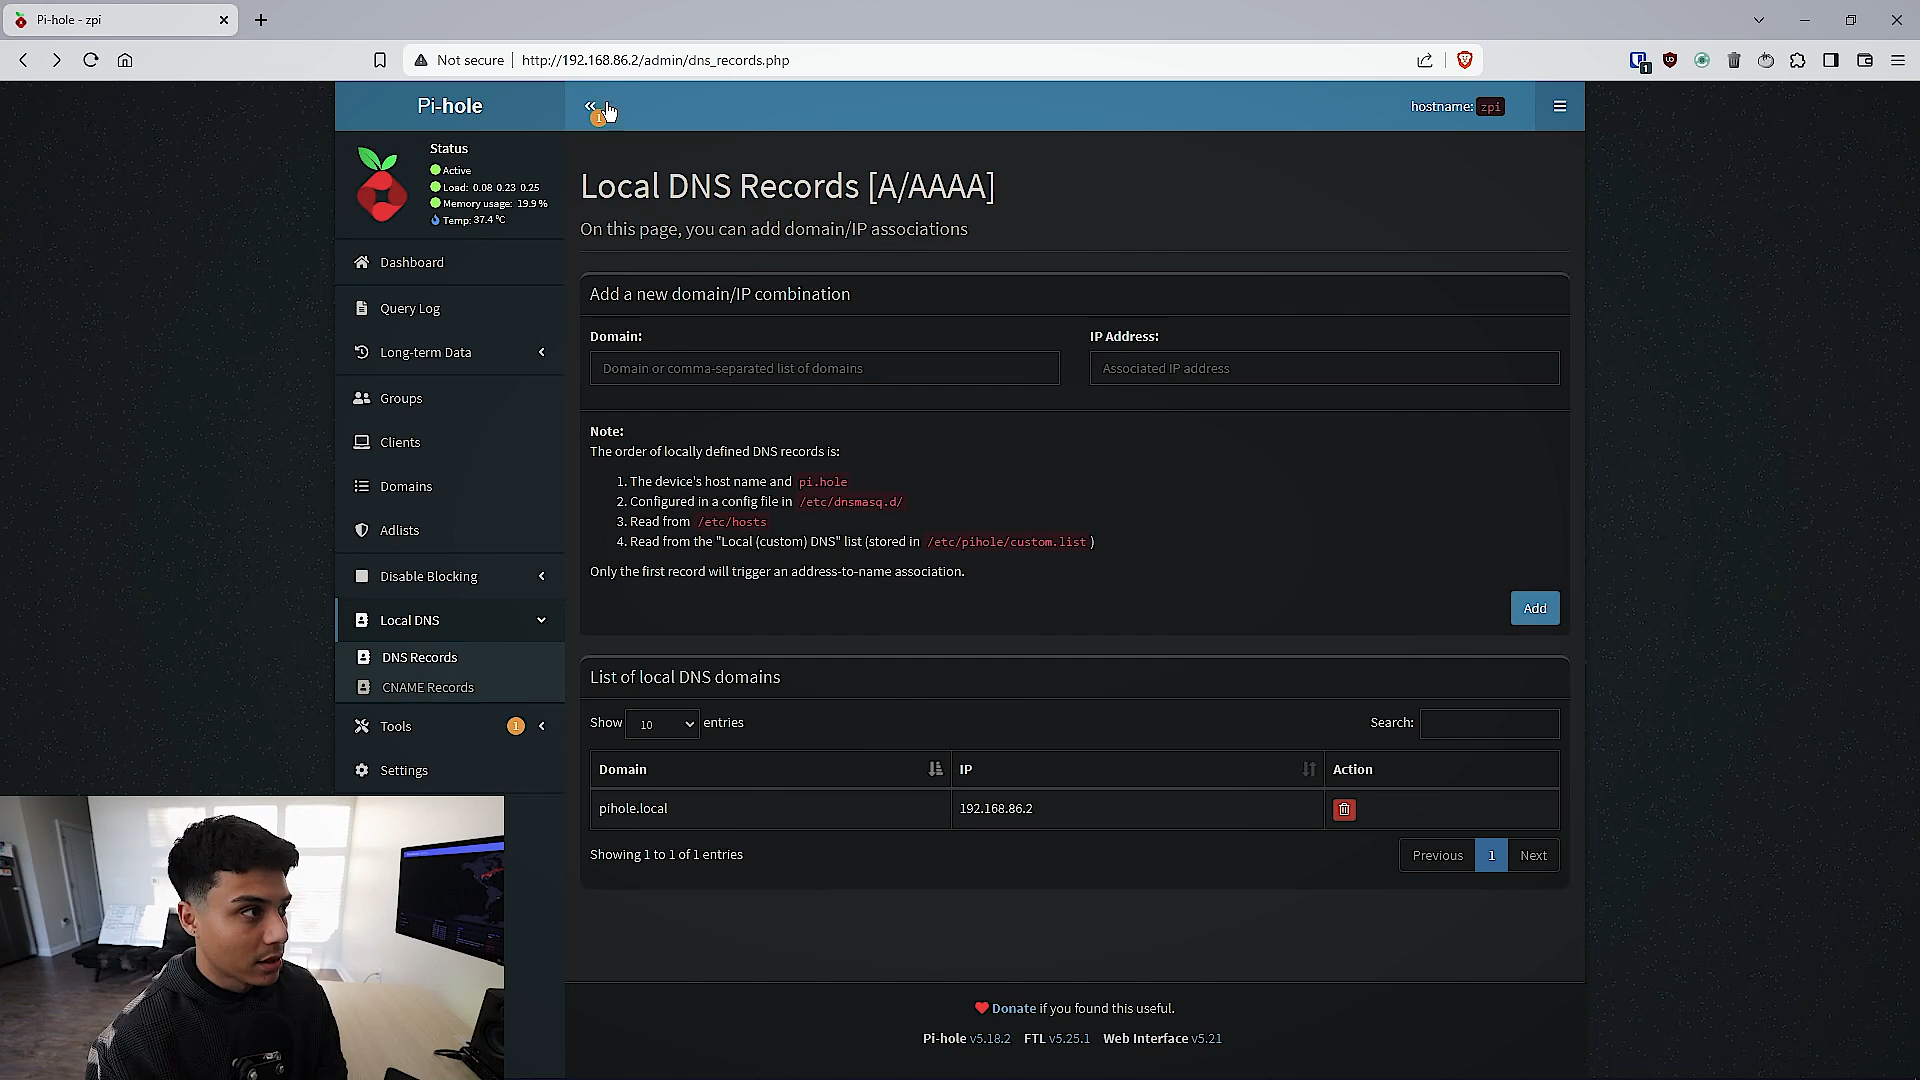 Pi-hole - zpi
Not secure
http://192.168.86.2/admin/dns_records.php
1
Pi-hole
1
hostname: zpi
Status
Active
Load: 0.08 0.23 0.25
Memory usage: 19.9 %
Temp: 37.4 °C
Dashboard
Query Log
Long-term Data
Groups
Clients
Domains
Adlists
Disable Blocking
Local DNS
DNS Records
CNAME Records
Tools 1
Settings
Local DNS Records [A/AAAA]
On this page, you can add domain/IP associations
Add a new domain/IP combination
Domain: IP Address:
Domain or comma-separated list of domains Associated IP address
Note:
The order of locally defined DNS records is:
1. The device's host name and pi.hole
2. Configured in a config file in /etc/dnsmasq.d/
3. Read from /etc/hosts
4. Read from the "Local (custom) DNS" list (stored in /etc/pihole/custom.list )
Only the first record will trigger an address-to-name association.
Add
List of local DNS domains
Show 10 entries Search:
Domain IP Action
pihole.local 192.168.86.2
Showing 1 to 1 of 1 entries Previous 1 Next
Donate if you found this useful.
Pi-hole v5.18.2 FTL v5.25.1 Web Interface v5.21